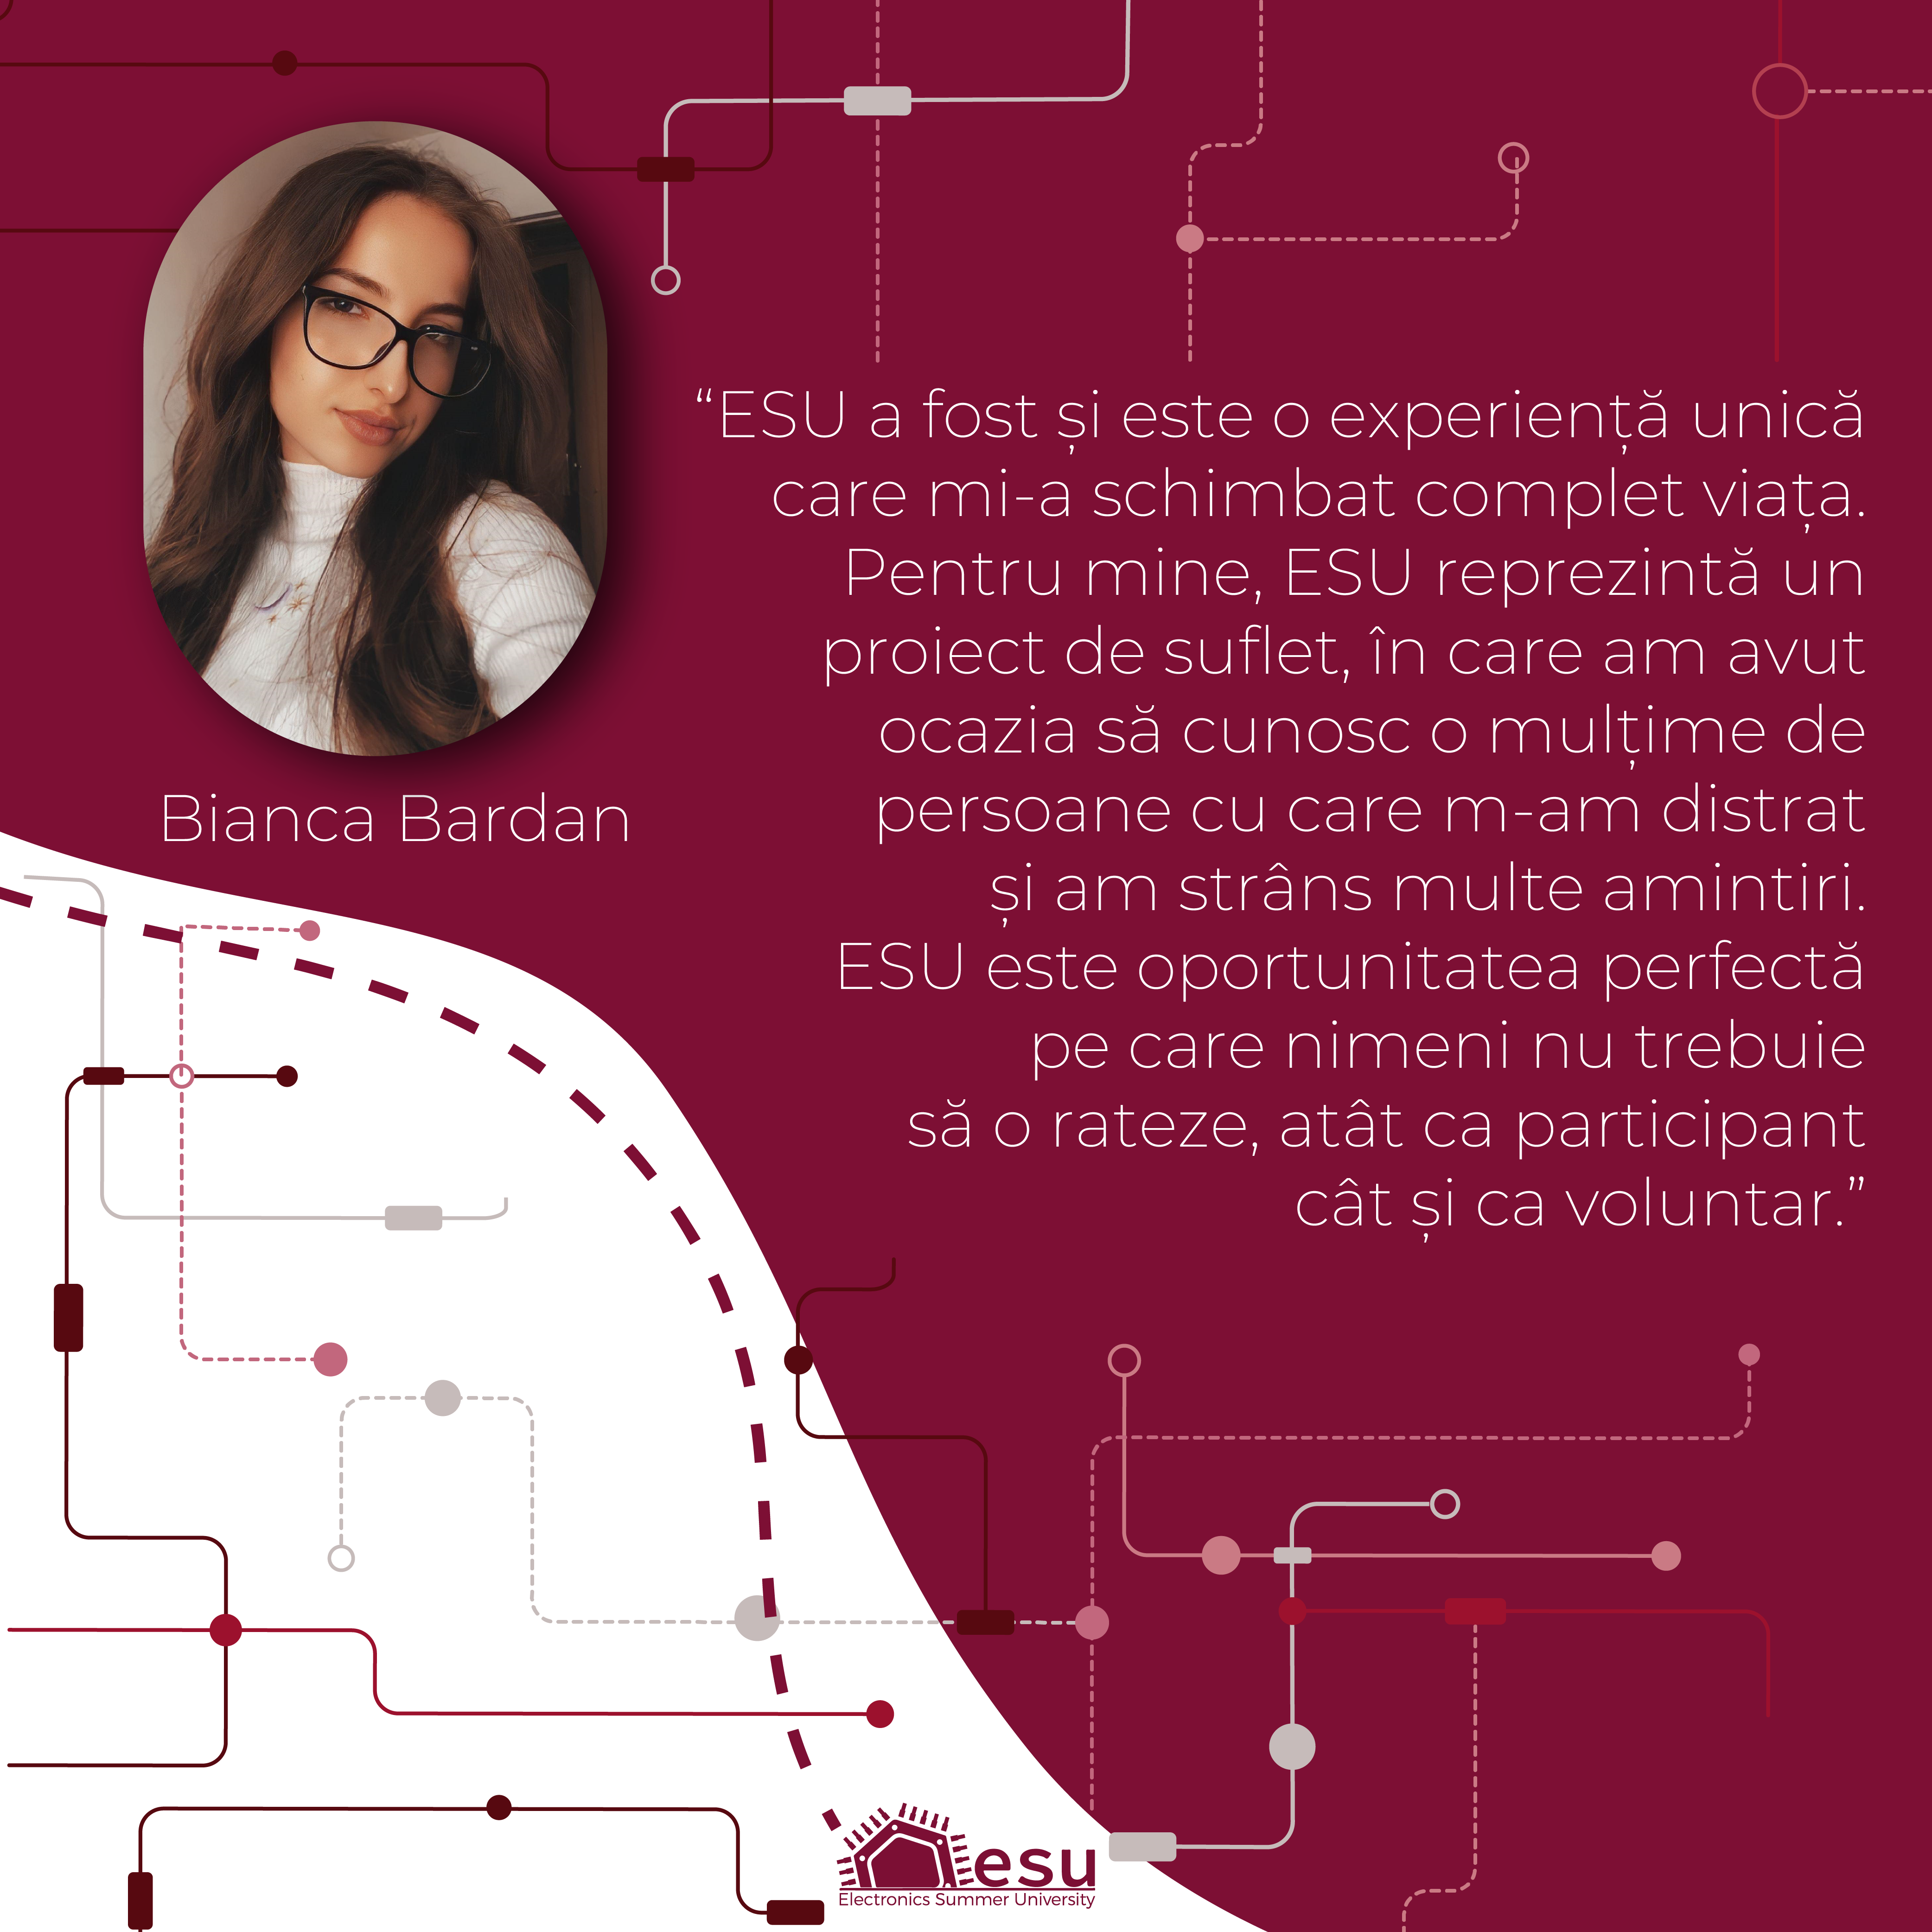 “ESU a fost și este o experiență unică
care mi-a schimbat complet viața.
Pentru mine, ESU reprezintă un
proiect de suflet, în care am avut
ocazia să cunosc o mulțime de
persoane cu care m-am distrat
și am strâns multe amintiri.
ESU este oportunitatea perfectă
pe care nimeni nu trebuie
să o rateze, atât ca participant
cât și ca voluntar.”
Bianca Bardan
esu
Electronics Summer University